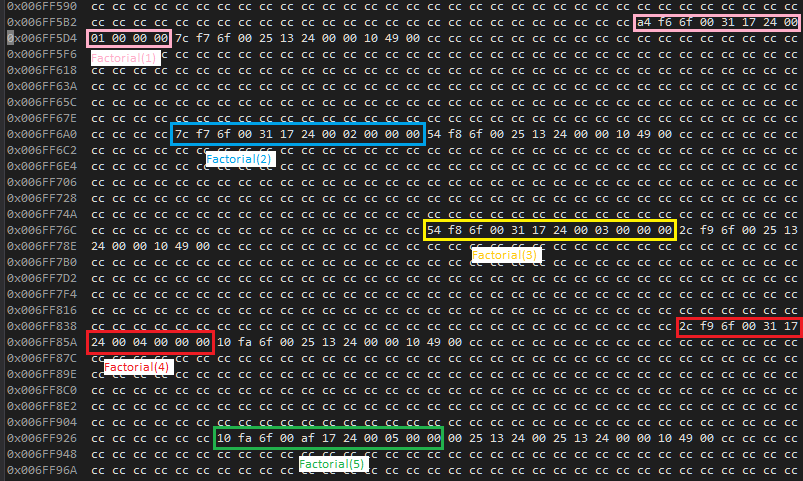 0x006FF590 cc cc cc cc cc cc cc cc cc cc cc cc cc cc cc cc cc cc cc cc cc cc cc cc cc cc cc cc cc cc cc cc cc cc
0x006FF5B2 cc cc cc cc cc cc cc cc cc cc cc cc cc cc cc cc cc cc cc cc cc cc cc cc cc cc a4 f6 6f 00 31 17 24 00
0x006FF5D4 01 00 00 00 7c f7 6f 00 25 13 24 00 00 10 49 00 cc cc cc cc cc cc cc cc cc cc cc cc cc cc cc cc cc cc
0x006FF5F6 cc cc cc cc cc cc cc cc cc cc cc cc cc cc cc cc cc cc cc cc cc cc cc cc cc cc cc cc cc cc
Factorial(1)
0x006FF618 cc cc cc cc cc cc cc cc cc cc cc cc cc cc cc cc cc cc cc cc cc cc cc cc cc cc cc cc cc cc cc cc cc cc
0x006FF63A cc cc cc cc cc cc cc cc cc cc cc cc cc cc cc cc cc cc cc cc cc cc cc cc cc cc cc cc cc cc cc cc cc cc
0x006FF65C cc cc cc cc cc cc cc cc cc cc cc cc cc cc cc cc cc cc cc cc cc cc cc cc cc cc cc cc cc cc cc cc cc cc
0x006FF67E cc cc cc cc cc cc cc cc cc cc cc cc cc cc cc cc cc cc cc cc cc cc cc cc cc cc cc cc cc cc cc cc cc cc
0x006FF6A0 cc cc cc cc 7c f7 6f 00 31 17 24 00 02 00 00 00 54 f8 6f 00 25 13 24 00 00 10 49 00 cc cc cc cc cc cc
0x006FF6C2 cc cc cc cc cc cc cc cc cc cc cc cc cc cc cc cc cc cc cc cc cc cc cc cc cc cc cc cc cc cc cc cc cc cc
Factorial(2)
0x006FF6E4 cc cc cc cc cc cc cc cc cc cc cc cc cc cc cc cc cc cc cc cc cc cc cc cc cc cc cc cc cc cc cc cc cc cc
0x006FF706 cc cc cc cc cc cc cc cc cc cc cc cc cc cc cc cc cc cc cc cc cc cc cc cc cc cc cc cc cc cc cc cc cc cc
0x006FF728 cc cc cc cc cc cc cc cc cc cc cc cc cc cc cc cc cc cc cc cc cc cc cc cc cc cc cc cc cc cc cc cc cc cc
0x006FF74A cc cc cc cc cc cc cc cc cc cc cc cc cc cc cc cc cc cc cc cc cc cc cc cc cc cc cc cc cc cc cc cc cc cc
0x006FF76C cc cc cc cc cc cc cc cc cc cc cc cc cc cc cc cc 54 f8 6f 00 31 17 24 00 03 00 00 00 2c f9 6f 00 25 13
0x006FF78E 24 00 00 10 49 00 cc cc cc cc cc cc cc cc cc cc cc cc cc cc cc cc cc cc cc cc cc cc cc cc cc cc cc cc
Factorial(3)
0x006FF7B0 cc cc cc cc cc cc cc cc cc cc cc cc cc cc cc cc cc cc cc cc cc cc cc cc cc cc cc cc cc cc cc cc cc cc
0x006FF7D2 cc cc cc cc cc cc cc cc cc cc cc cc cc cc cc cc cc cc cc cc cc cc cc cc cc cc cc cc cc cc cc cc cc cc
0x006FF7F4 cc cc cc cc cc cc cc cc cc cc cc cc cc cc cc cc cc cc cc cc cc cc cc cc cc cc cc cc cc cc cc cc cc cc
0x006FF816 cc cc cc cc cc cc cc cc cc cc cc cc cc cc cc cc cc cc cc cc cc cc cc cc cc cc cc cc cc cc cc cc cc cc
0x006FF838 cc cc cc cc cc cc cc cc cc cc cc cc cc cc cc cc cc cc cc cc cc cc cc cc cc cc cc cc 2c f9 6f 00 31 17
0x006FF85A 24 00 04 00 00 00 10 fa 6f 00 25 13 24 00 00 10 49 00 cc cc cc cc cc cc cc cc cc cc cc cc cc cc cc cc
0x006FF87C cc cc cc cc cc cc cc cc cc cc cc cc cc cc cc cc cc cc cc cc cc cc cc cc cc cc cc cc cc cc cc cc cc cc
Factorial(4)
0x006FF89E cc cc cc cc cc cc cc cc cc cc cc cc cc cc cc cc cc cc cc cc cc cc cc cc cc cc cc cc cc cc cc cc cc cc
0x006FF8C0 cc cc cc cc cc cc cc cc cc cc cc cc cc cc cc cc cc cc cc cc cc cc cc cc cc cc cc cc cc cc cc cc cc cc
0x006FF8E2 cc cc cc cc cc cc cc cc cc cc cc cc cc cc cc cc cc cc cc cc cc cc cc cc cc cc cc cc cc cc cc cc cc cc
0x006FF904 cc cc cc cc cc cc cc cc cc cc cc cc cc cc cc cc cc cc cc cc cc cc cc cc cc cc cc cc cc cc cc cc cc cc
0x006FF926 cc cc cc cc cc cc 10 fa 6f 00 af 17 24 00 05 00 00 00 25 13 24 00 25 13 24 00 00 10 49 00 cc cc cc cc
0x006FF948 cc cc cc cc cc cc cc cc cc cc cc cc cc cc cc cc cc cc cc cc cc cc cc cc cc cc cc cc cc cc cc cc cc cc
Factorial(5)
0x006FF96A cc cc cc cc cc cc cc cc cc cc cc cc cc cc cc cc cc cc cc cc cc cc cc cc cc cc cc cc cc cc cc cc cc cc